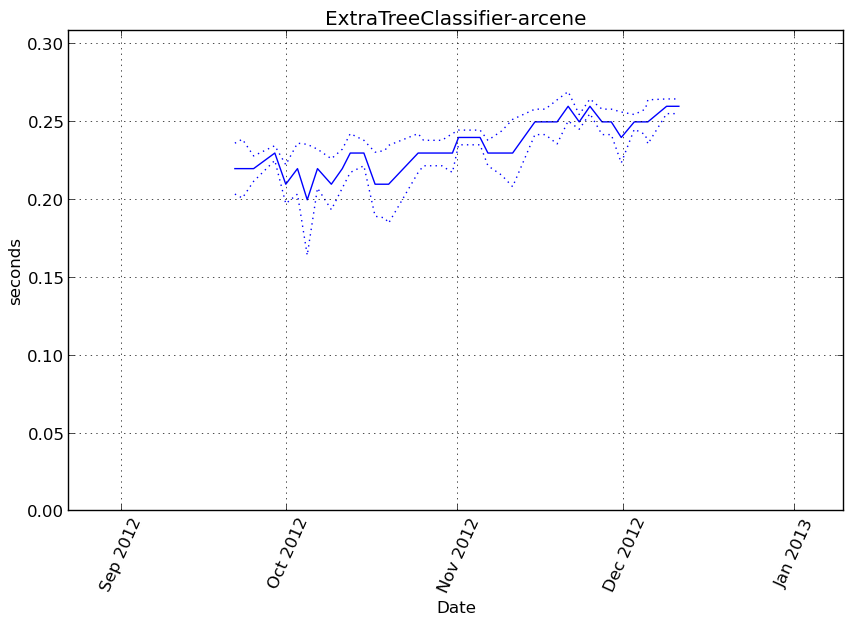 ExtraTreeClassifier-arcene
0.30
0.25
0.20
0.15
0.10
0.05
0.00
seconds
Sep 2012
Oct 2012
Nov 2012
Dec 2012
Jan 2013
Date